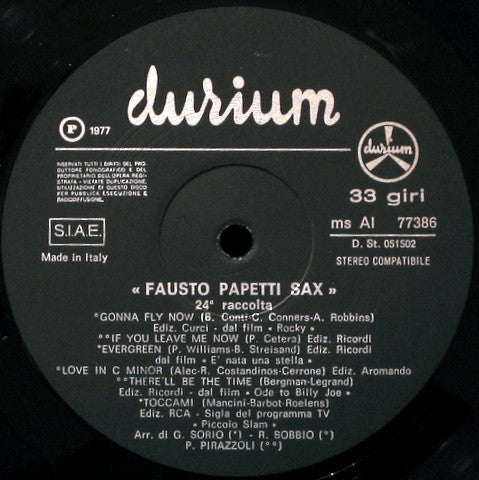 durium
Ⓟ 1977
RISERVATI TUTTI I DIRITTI DEL PRO-
DUTTORE FONOGRAFICO E DEL
PROPRIETARIO DELL'OPERA REGI-
STRATA - VIETATE DUPLICAZIONE,
UTILIZZAZIONE DI QUESTO DISCO
PER PUBBLICA ESECUZIONE E
RADIODIFFUSIONE.
durium
33 giri
S.I.A.E.
Made in Italy
ms AI 77386
D. St. 051502
STEREO COMPATIBILE
« FAUSTO PAPETTI SAX »
24ª raccolta
°GONNA FLY NOW (B. Conti-C. Conners-A. Robbins)
Ediz. Curci - dal film « Rocky »
°°IF YOU LEAVE ME NOW (P. Cetera) Ediz. Ricordi
*EVERGREEN (P. Williams-B. Streisand) Ediz. Ricordi
dal film « E' nata una stella »
°LOVE IN C MINOR (Alec-R. Costandinos-Cerrone) Ediz. Aromando
°°THERE'LL BE THE TIME (Bergman-Legrand)
Ediz. Ricordi - dal film « Ode to Billy Joe »
*TOCCAMI (Mancini-Barbot-Roelens)
Ediz. RCA - Sigla del programma TV
« Piccolo Slam »
Arr. di G. SORIO (*) - R. BOBBIO (°)
P. PIRAZZOLI (°°)